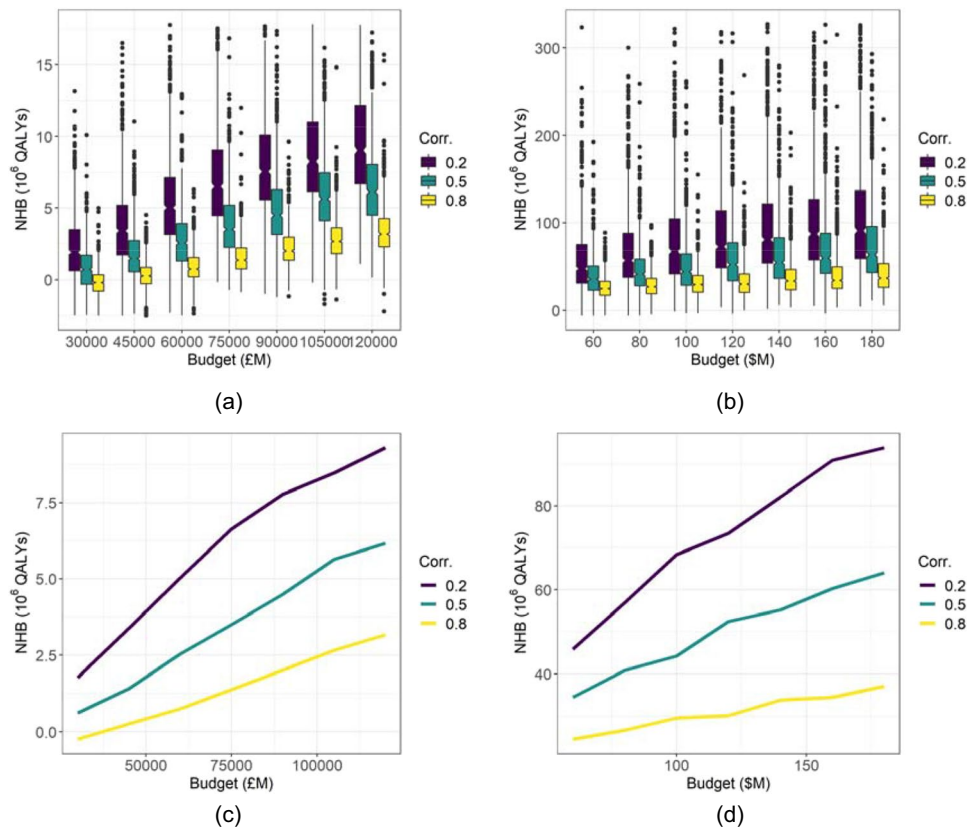 NHB (10⁶ QALYs)
15
10
5
0
30000 45000 60000 75000 90000 105000 120000
Budget (£M)
Corr.
0.2
0.5
0.8
(a)
NHB (10⁶ QALYs)
300
200
100
0
60 80 100 120 140 160 180
Budget ($M)
Corr.
0.2
0.5
0.8
(b)
NHB (10⁶ QALYs)
7.5
5.0
2.5
0.0
50000 75000 100000
Budget (£M)
Corr.
0.2
0.5
0.8
(c)
NHB (10⁶ QALYs)
80
60
40
100 150
Budget ($M)
Corr.
0.2
0.5
0.8
(d)